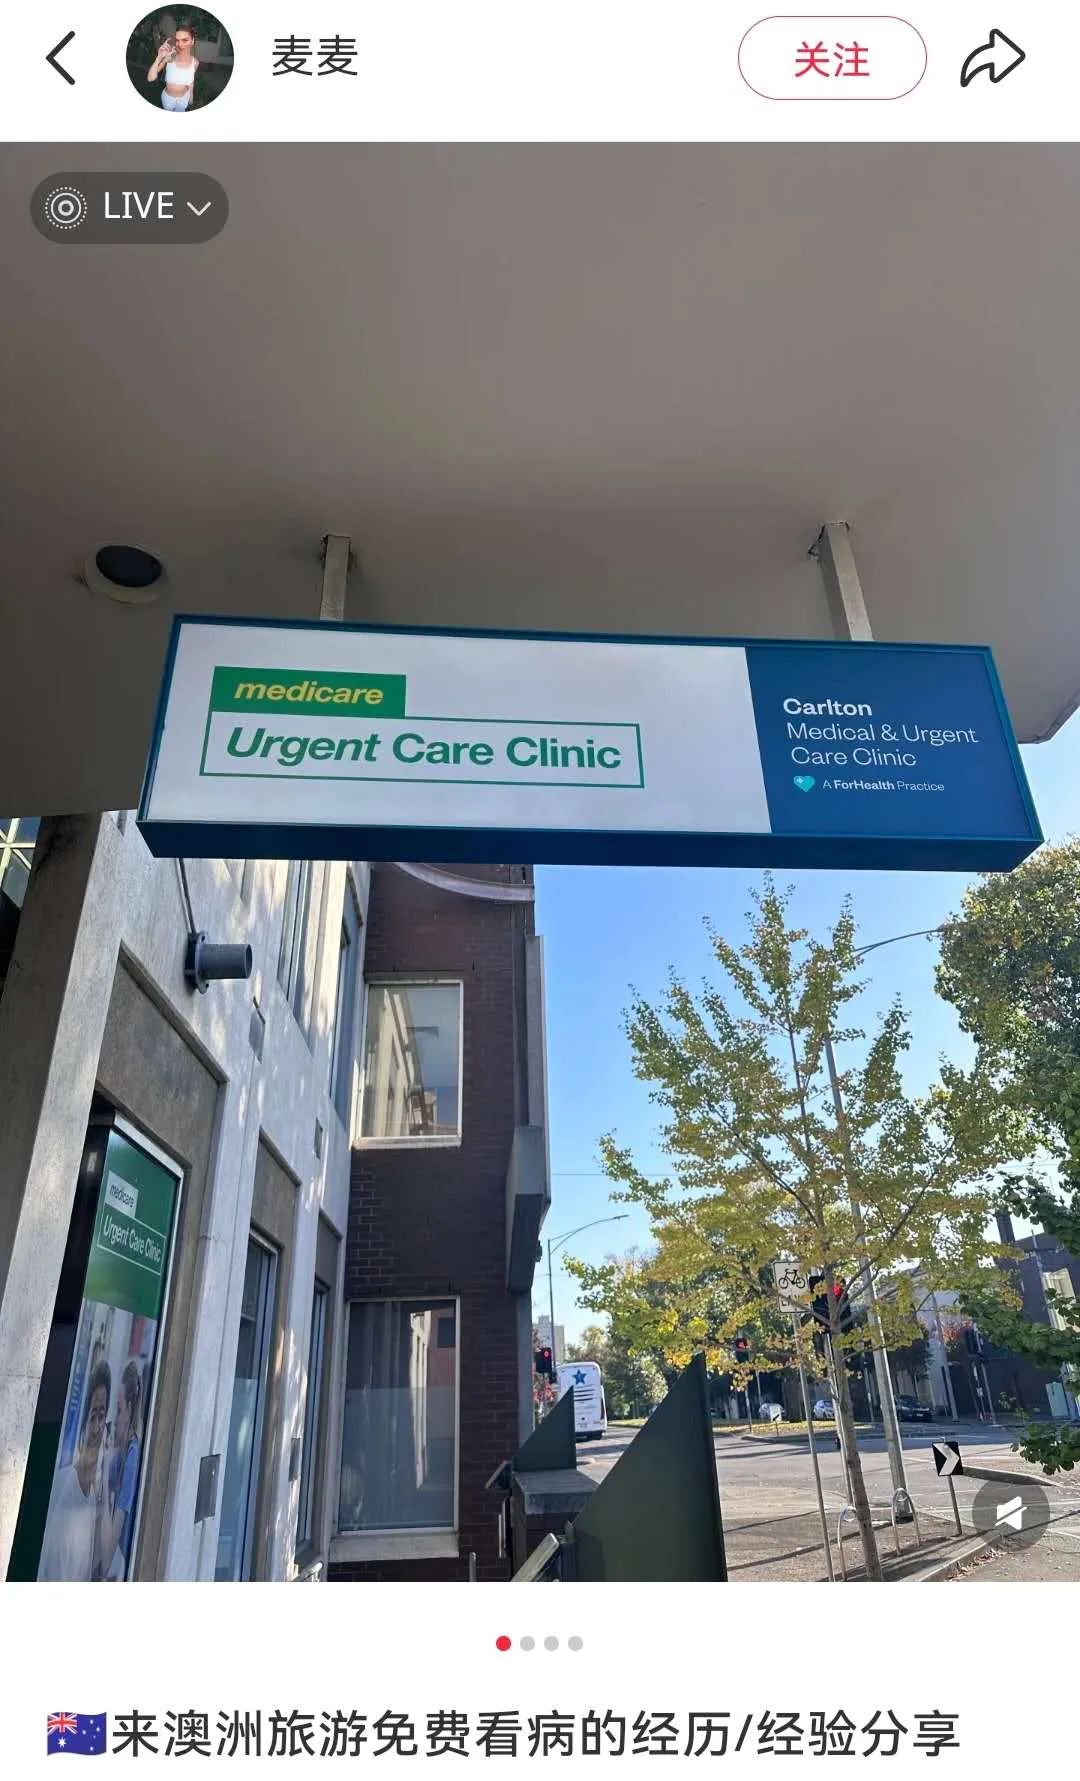 麦麦
关注
LIVE
medicare
Urgent Care Clinic
Carlton
Medical & Urgent
Care Clinic
A ForHealth Practice
medicare
Urgent Care Clinic
🇦🇺来澳洲旅游免费看病的经历/经验分享